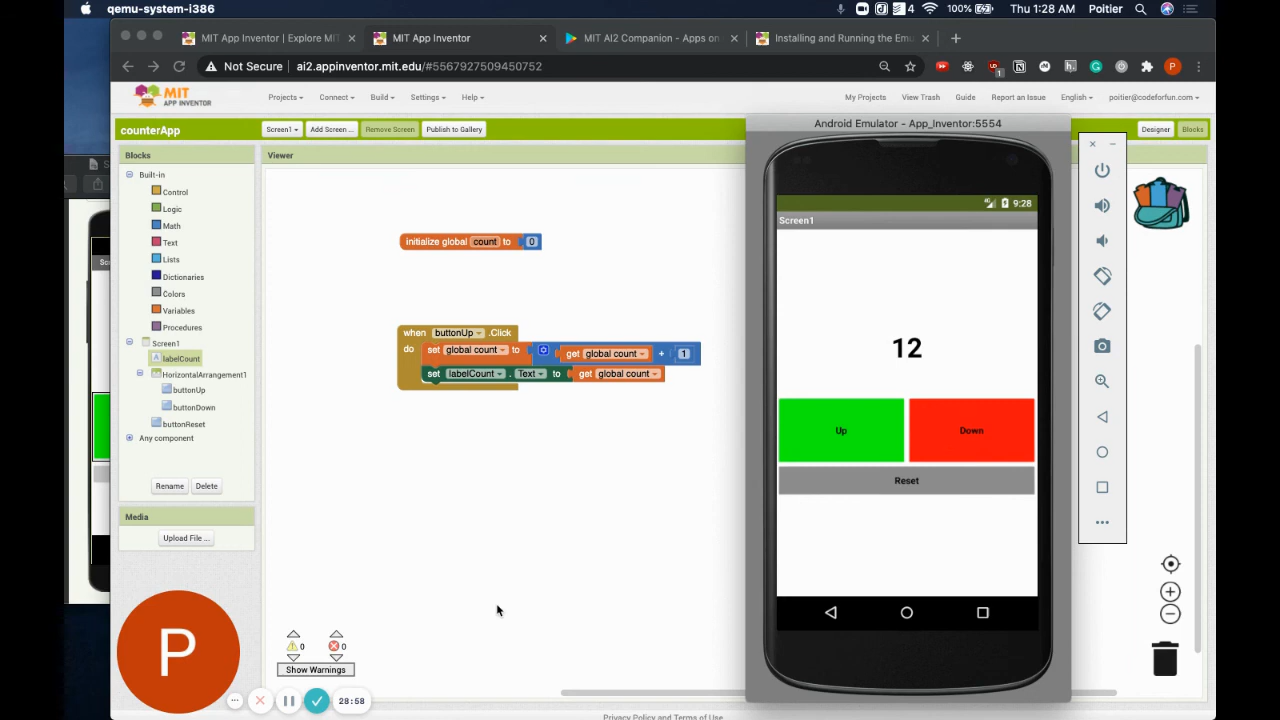 qemu-system-i386
4
100%
Thu 1:28 AM
Poitier
MIT App Inventor | Explore MIT
MIT App Inventor
MIT AI2 Companion - Apps on
Installing and Running the Emu
Not Secure
ai2.appinventor.mit.edu/#5567927509450752
1
P
MIT
APP INVENTOR
Projects
Connect
Build
Settings
Help
My Projects
View Trash
Guide
Report an Issue
English
poitier@codeforfun.com
counterApp
Screen1
Add Screen ...
Remove Screen
Publish to Gallery
Designer
Blocks
Blocks
Built-in
Control
Logic
Math
Text
Lists
Dictionaries
Colors
Variables
Procedures
Screen1
labelCount
HorizontalArrangement1
buttonUp
buttonDown
buttonReset
Any component
Rename
Delete
Media
Upload File ...
P
28:58
Viewer
initialize global count to 0
when buttonUp .Click
do set global count to get global count + 1
set labelCount . Text to get global count
0
0
Show Warnings
Android Emulator - App_Inventor:5554
9:28
Screen1
12
Up
Down
Reset
Privacy Policy and Terms of Use